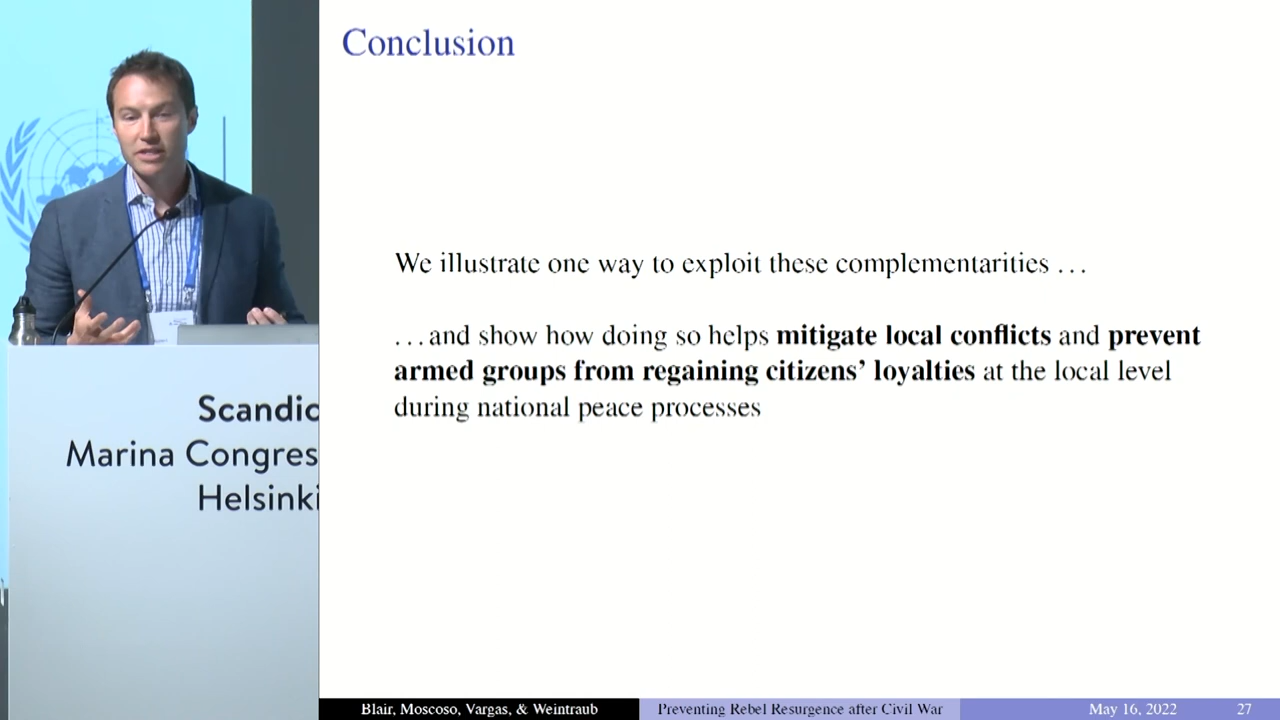 Conclusion
We illustrate one way to exploit these complementarities . . .
. . . and show how doing so helps mitigate local conflicts and prevent
armed groups from regaining citizens’ loyalties at the local level
during national peace processes
Scandic
Marina Congres
Helsinki
Blair, Moscoso, Vargas, & Weintraub
Preventing Rebel Resurgence after Civil War
May 16, 2022
27